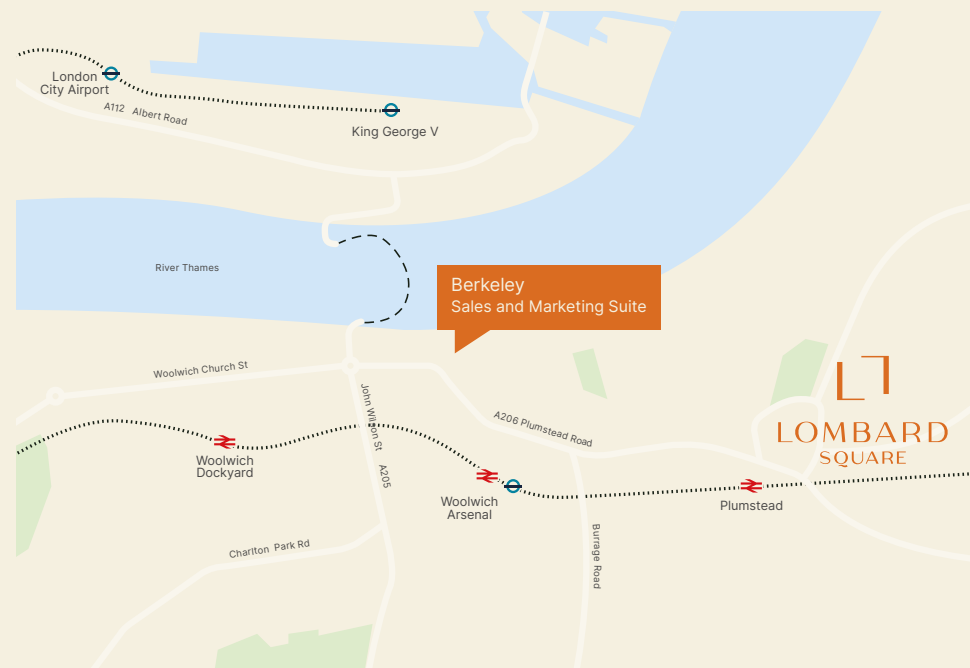 London
City Airport
A112 Albert Road
King George V
River Thames
Berkeley
Sales and Marketing Suite
Woolwich Church St
John Wilson St
A205
A206 Plumstead Road
LOMBARD
SQUARE
Woolwich
Dockyard
Woolwich
Arsenal
Plumstead
Charlton Park Rd
Burrage Road